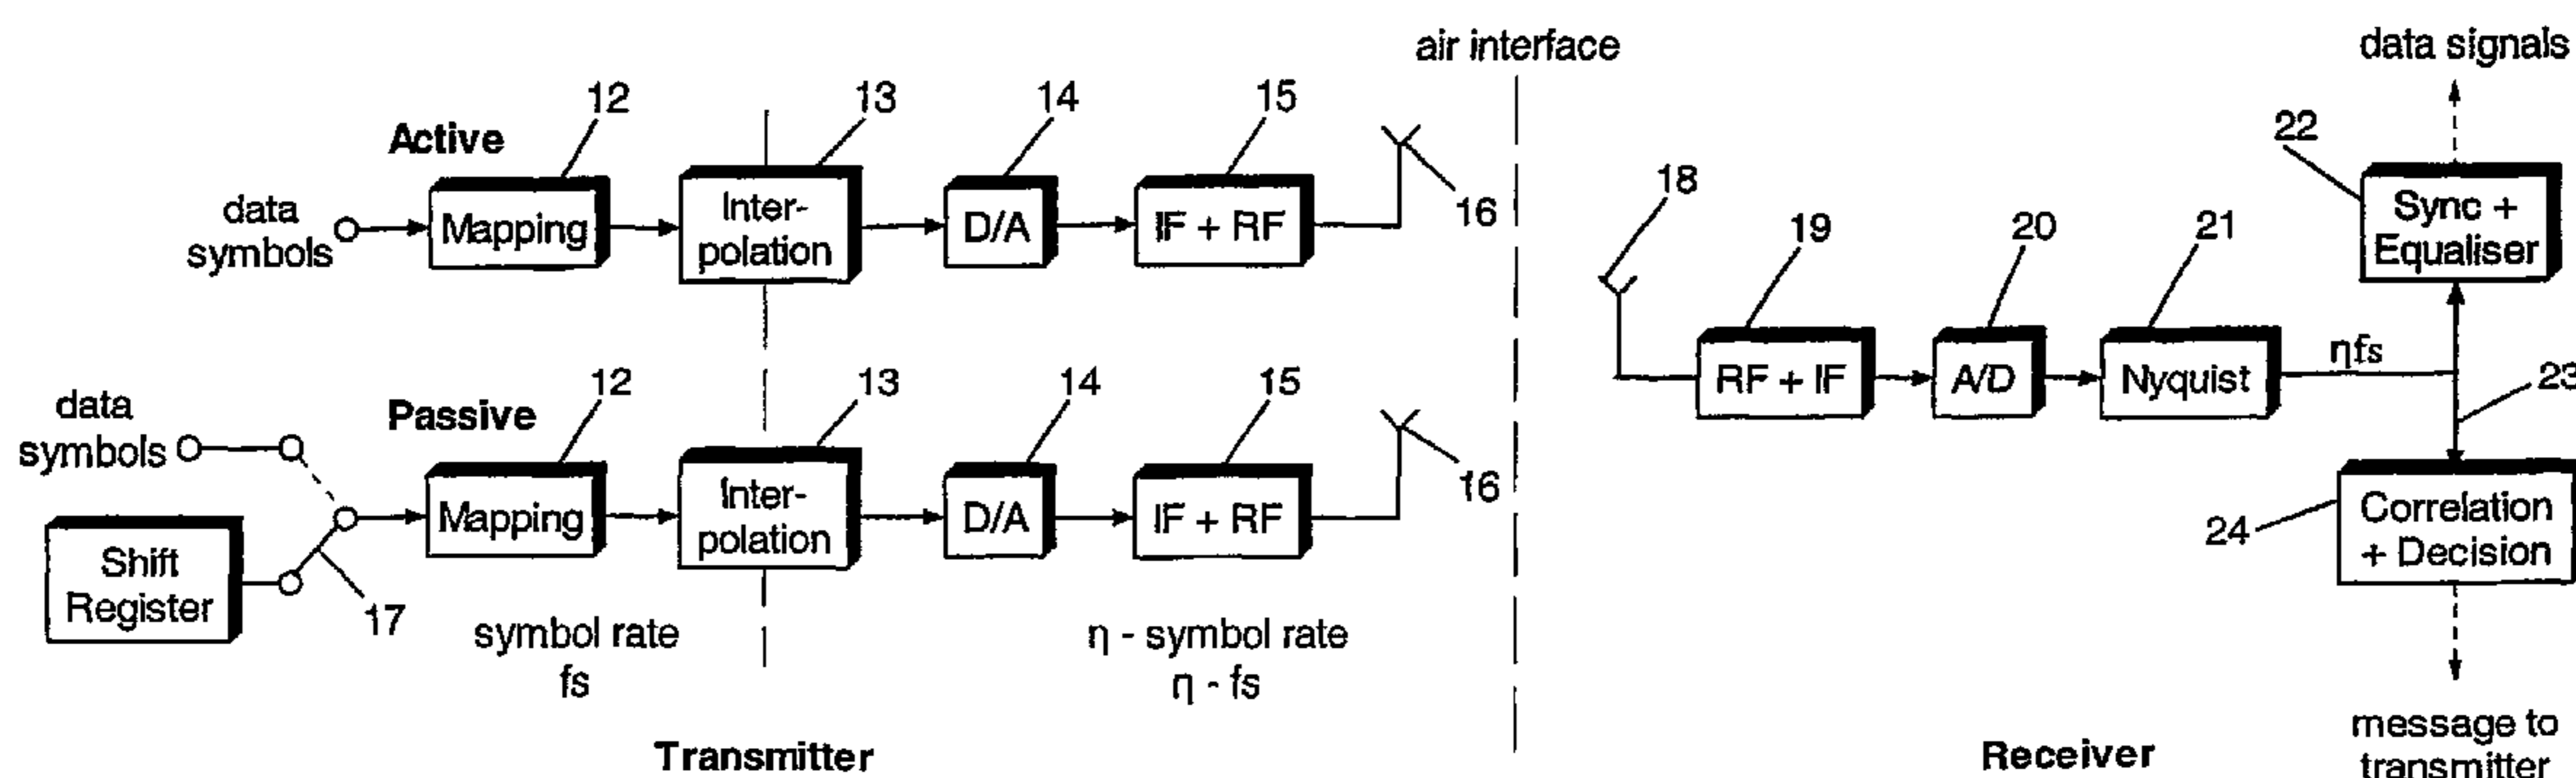 air interface
data signals
12
13
14
15
22
Active
18
data
symbols
Mapping
Inter-
polation
D/A
IF + RF
16
19
20
21
Sync +
Equaliser
data
symbols
Passive
12
13
14
15
RF + IF
A/D
Nyquist
ηfs
23
Shift
Register
17
Mapping
Inter-
polation
D/A
IF + RF
16
24
Correlation
+ Decision
symbol rate
fs
η - symbol rate
η - fs
Transmitter
Receiver
message to
transmitter